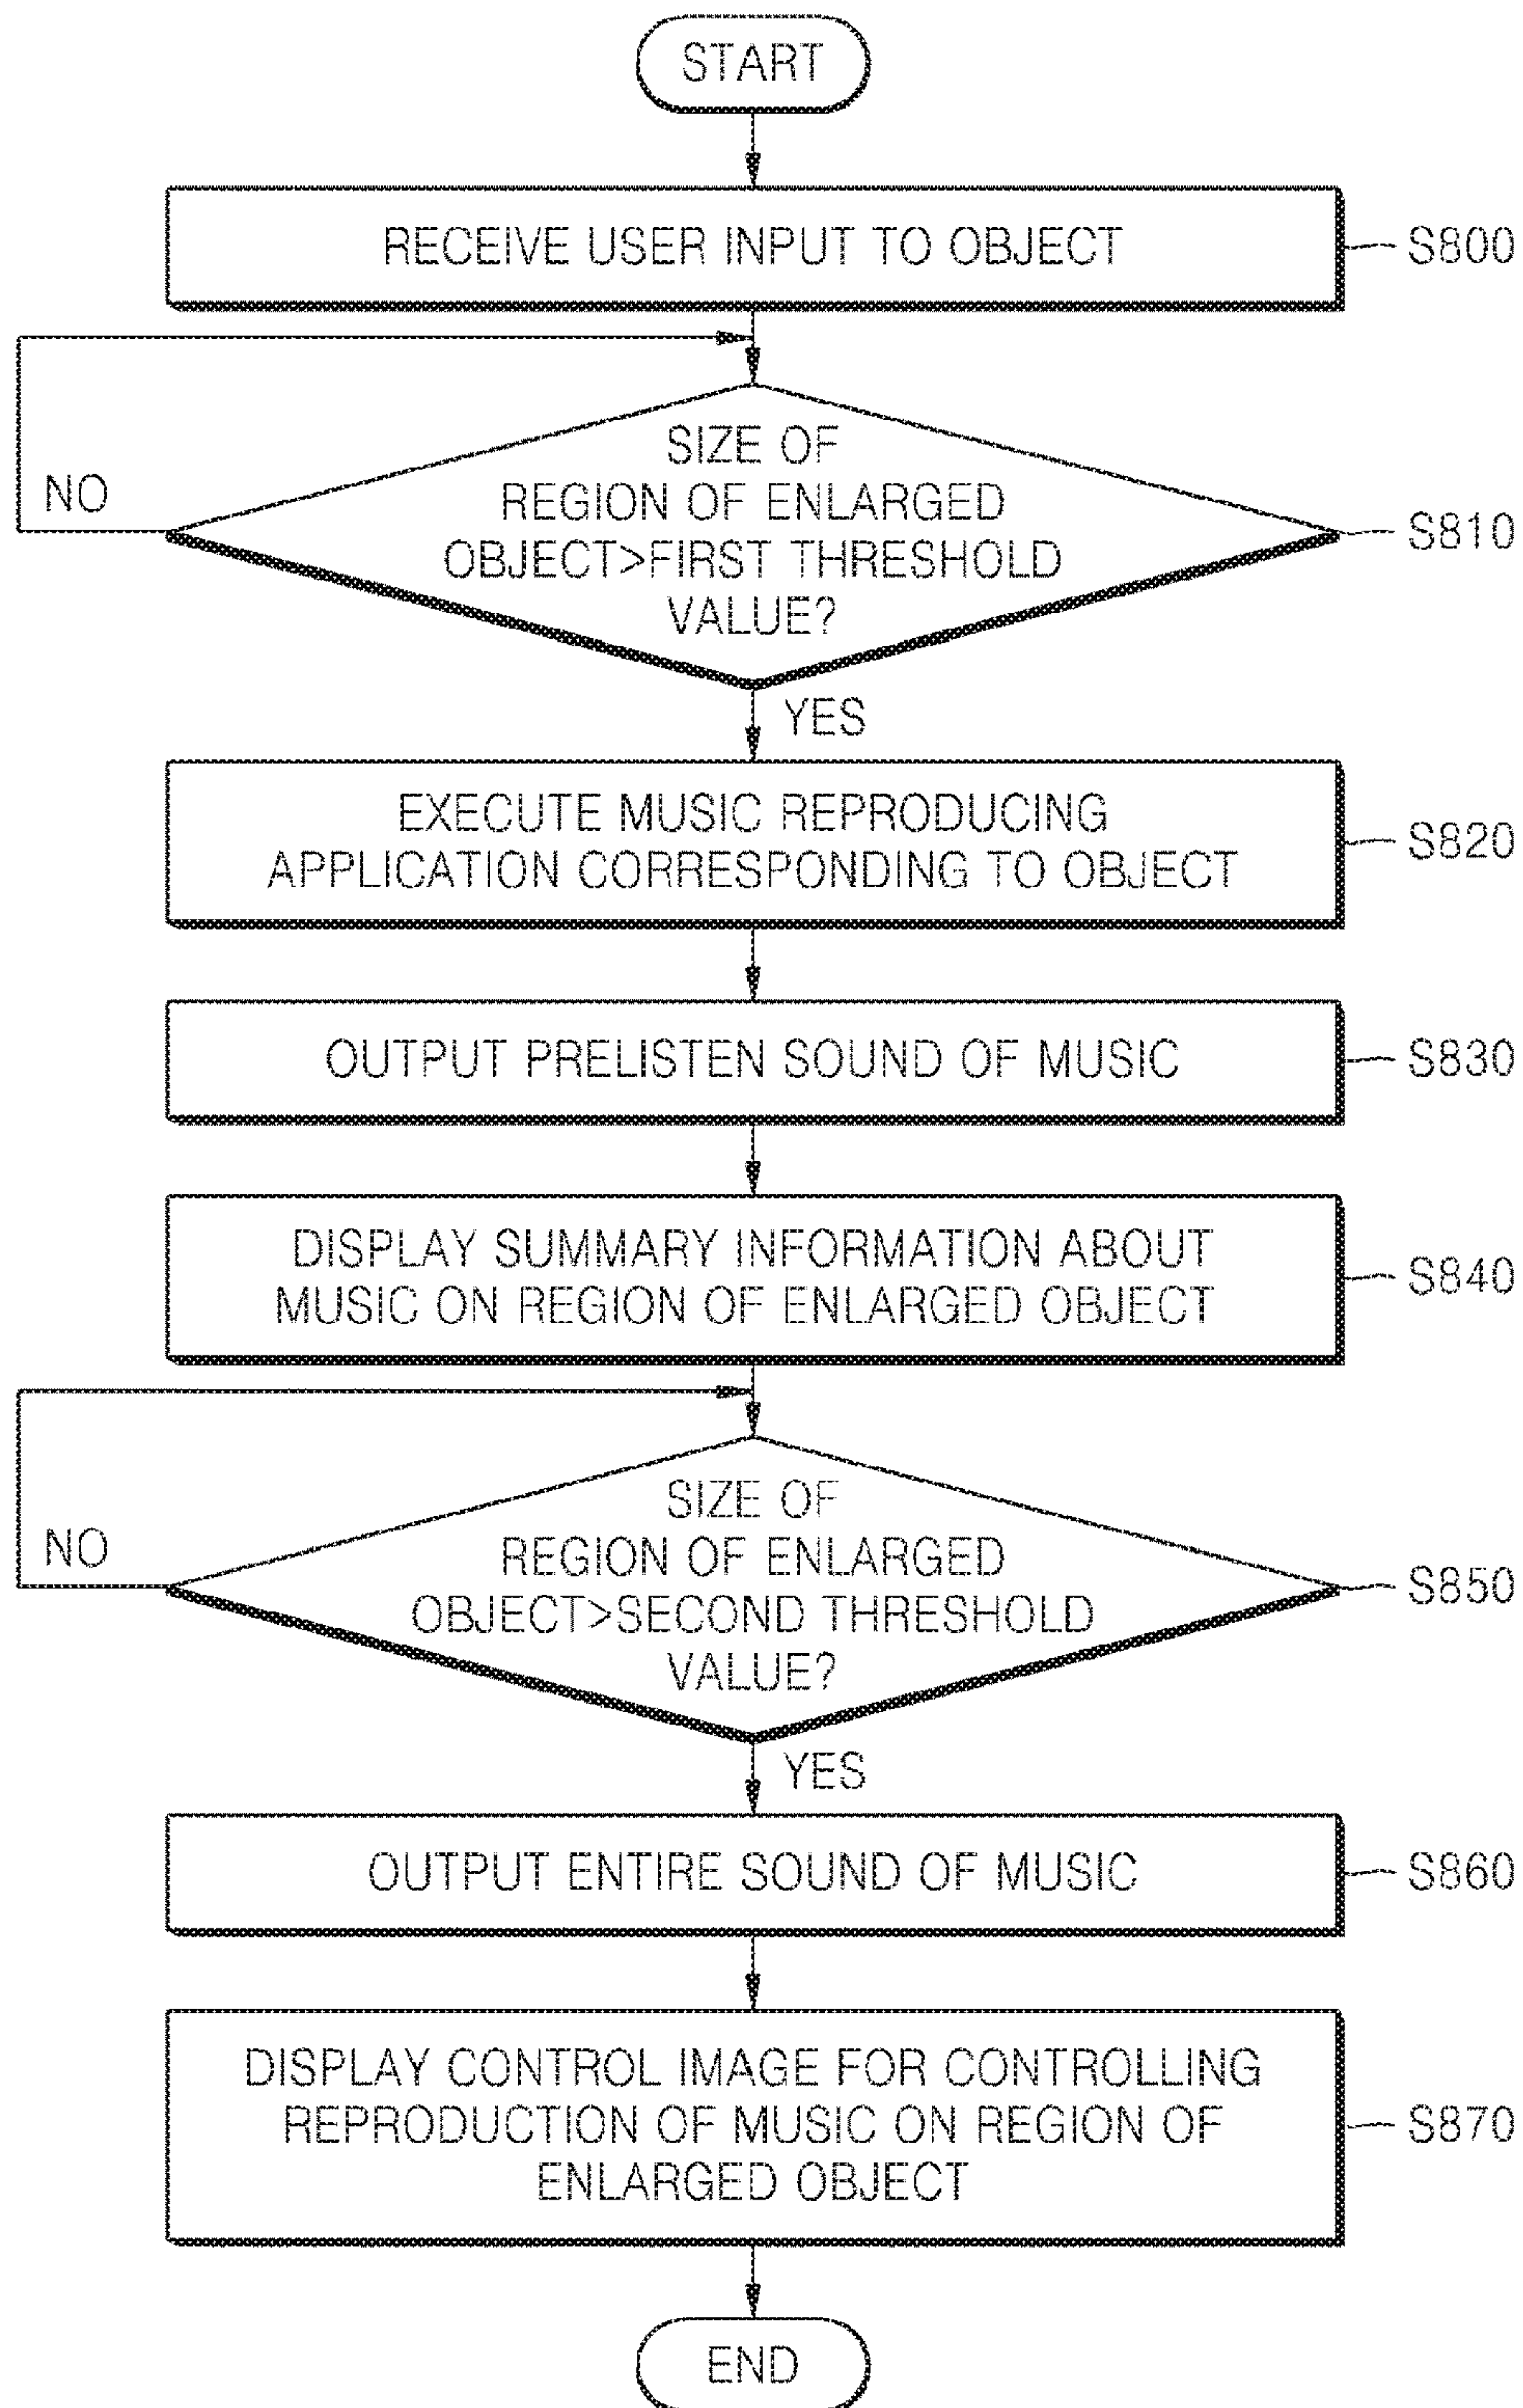 START
RECEIVE USER INPUT TO OBJECT
S800
SIZE OF
REGION OF ENLARGED
OBJECT>FIRST THRESHOLD
VALUE?
NO
S810
YES
EXECUTE MUSIC REPRODUCING
APPLICATION CORRESPONDING TO OBJECT
S820
OUTPUT PRELISTEN SOUND OF MUSIC
S830
DISPLAY SUMMARY INFORMATION ABOUT
MUSIC ON REGION OF ENLARGED OBJECT
S840
SIZE OF
REGION OF ENLARGED
OBJECT>SECOND THRESHOLD
VALUE?
NO
S850
YES
OUTPUT ENTIRE SOUND OF MUSIC
S860
DISPLAY CONTROL IMAGE FOR CONTROLLING
REPRODUCTION OF MUSIC ON REGION OF
ENLARGED OBJECT
S870
END